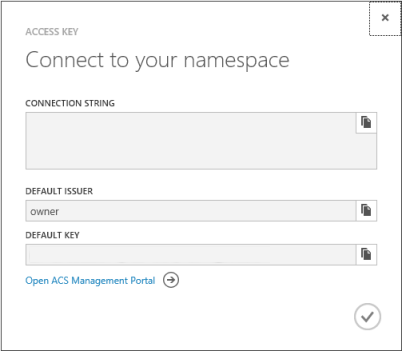 ACCESS KEY
Connect to your namespace
CONNECTION STRING
DEFAULT ISSUER
owner
DEFAULT KEY
Open ACS Management Portal